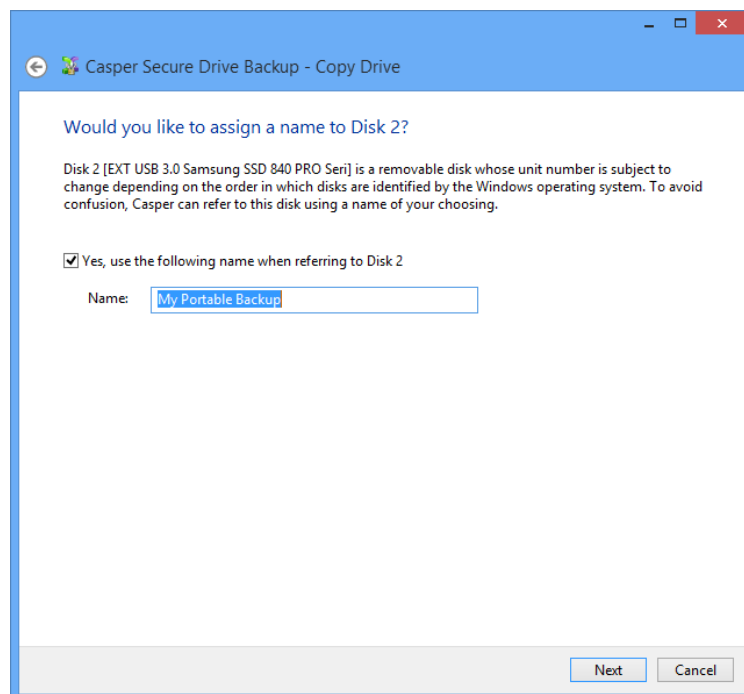 Casper Secure Drive Backup - Copy Drive
Would you like to assign a name to Disk 2?
Disk 2 [EXT USB 3.0 Samsung SSD 840 PRO Seri] is a removable disk whose unit number is subject to
change depending on the order in which disks are identified by the Windows operating system. To avoid
confusion, Casper can refer to this disk using a name of your choosing.
Yes, use the following name when referring to Disk 2
Name: My Portable Backup
Next Cancel